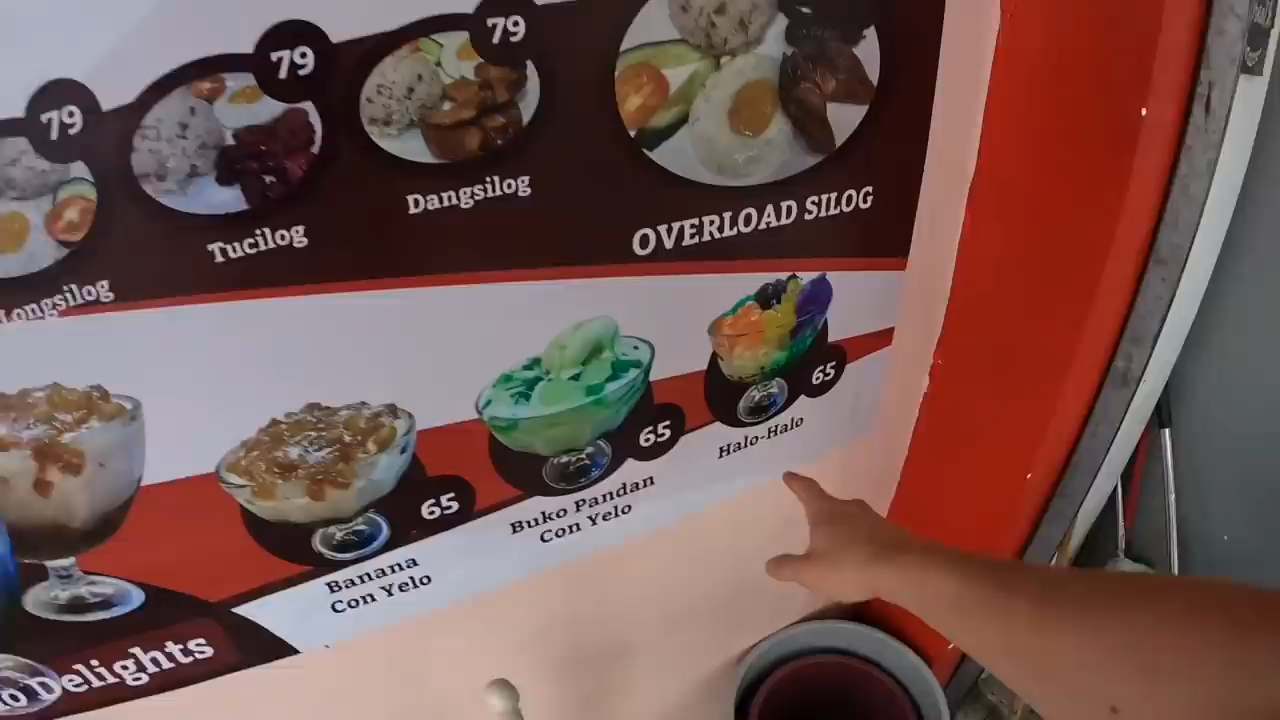 79
79
79
Longsilog
Tucilog
Dangsilog
OVERLOAD SILOG
65
65
65
Banana
Con Yelo
Buko Pandan
Con Yelo
Halo-Halo
Delights